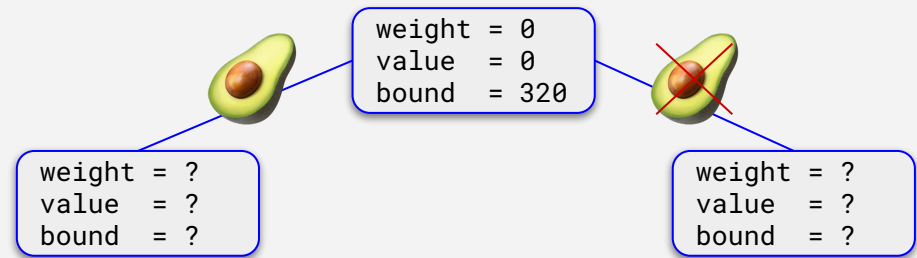 weight = 0
value  = 0
bound  = 320
weight = ?
value  = ?
bound  = ?
weight = ?
value  = ?
bound  = ?